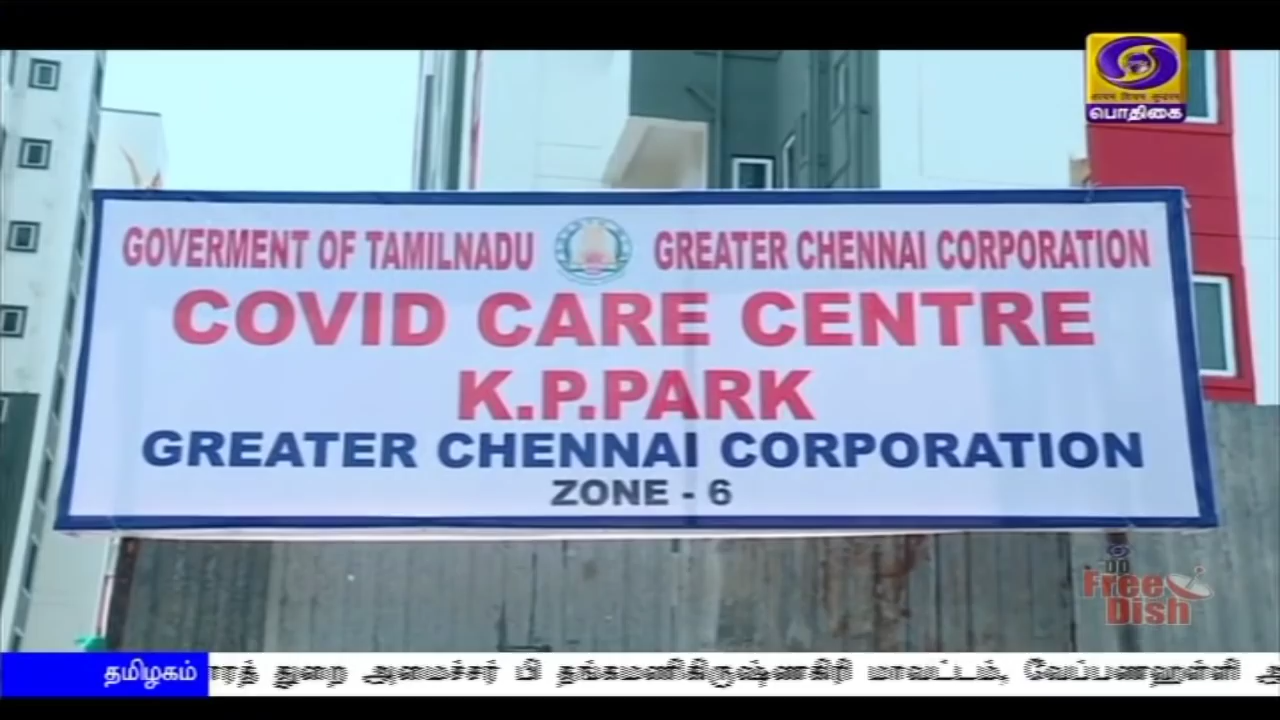 பொதிகை
GOVERMENT OF TAMILNADU GREATER CHENNAI CORPORATION
COVID CARE CENTRE
K.P.PARK
GREATER CHENNAI CORPORATION
ZONE - 6
DD
Free Dish
தமிழகம் துறை அமைச்சர் பி தங்கமணிகிருஷ்ணகிரி மாவட்டம், வேப்பணஹள்ளி